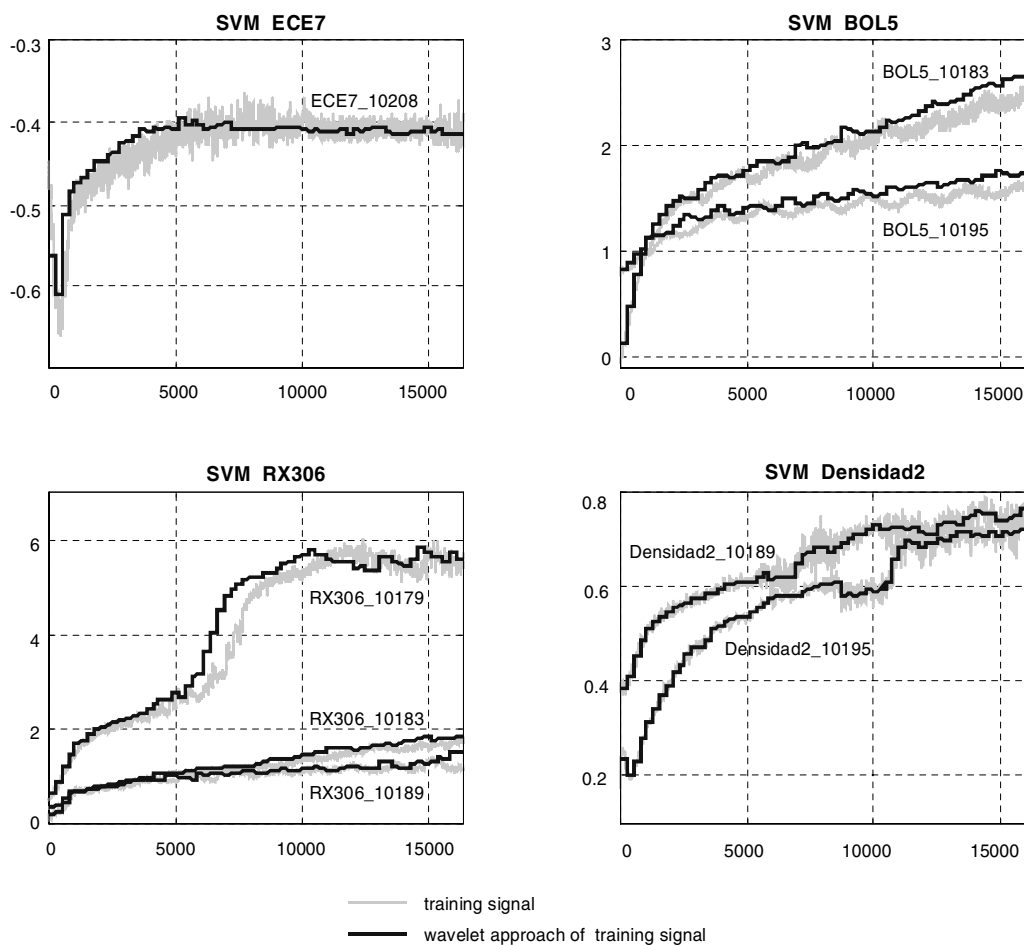 SVM ECE7
-0.3
-0.4
-0.5
-0.6
ECE7_10208
0 5000 10000 15000
SVM BOL5
3
2
1
0
BOL5_10183
BOL5_10195
0 5000 10000 15000
SVM RX306
6
4
2
0
RX306_10179
RX306_10183
RX306_10189
0 5000 10000 15000
SVM Densidad2
0.8
0.6
0.4
0.2
Densidad2_10189
Densidad2_10195
0 5000 10000 15000
training signal
wavelet approach of training signal